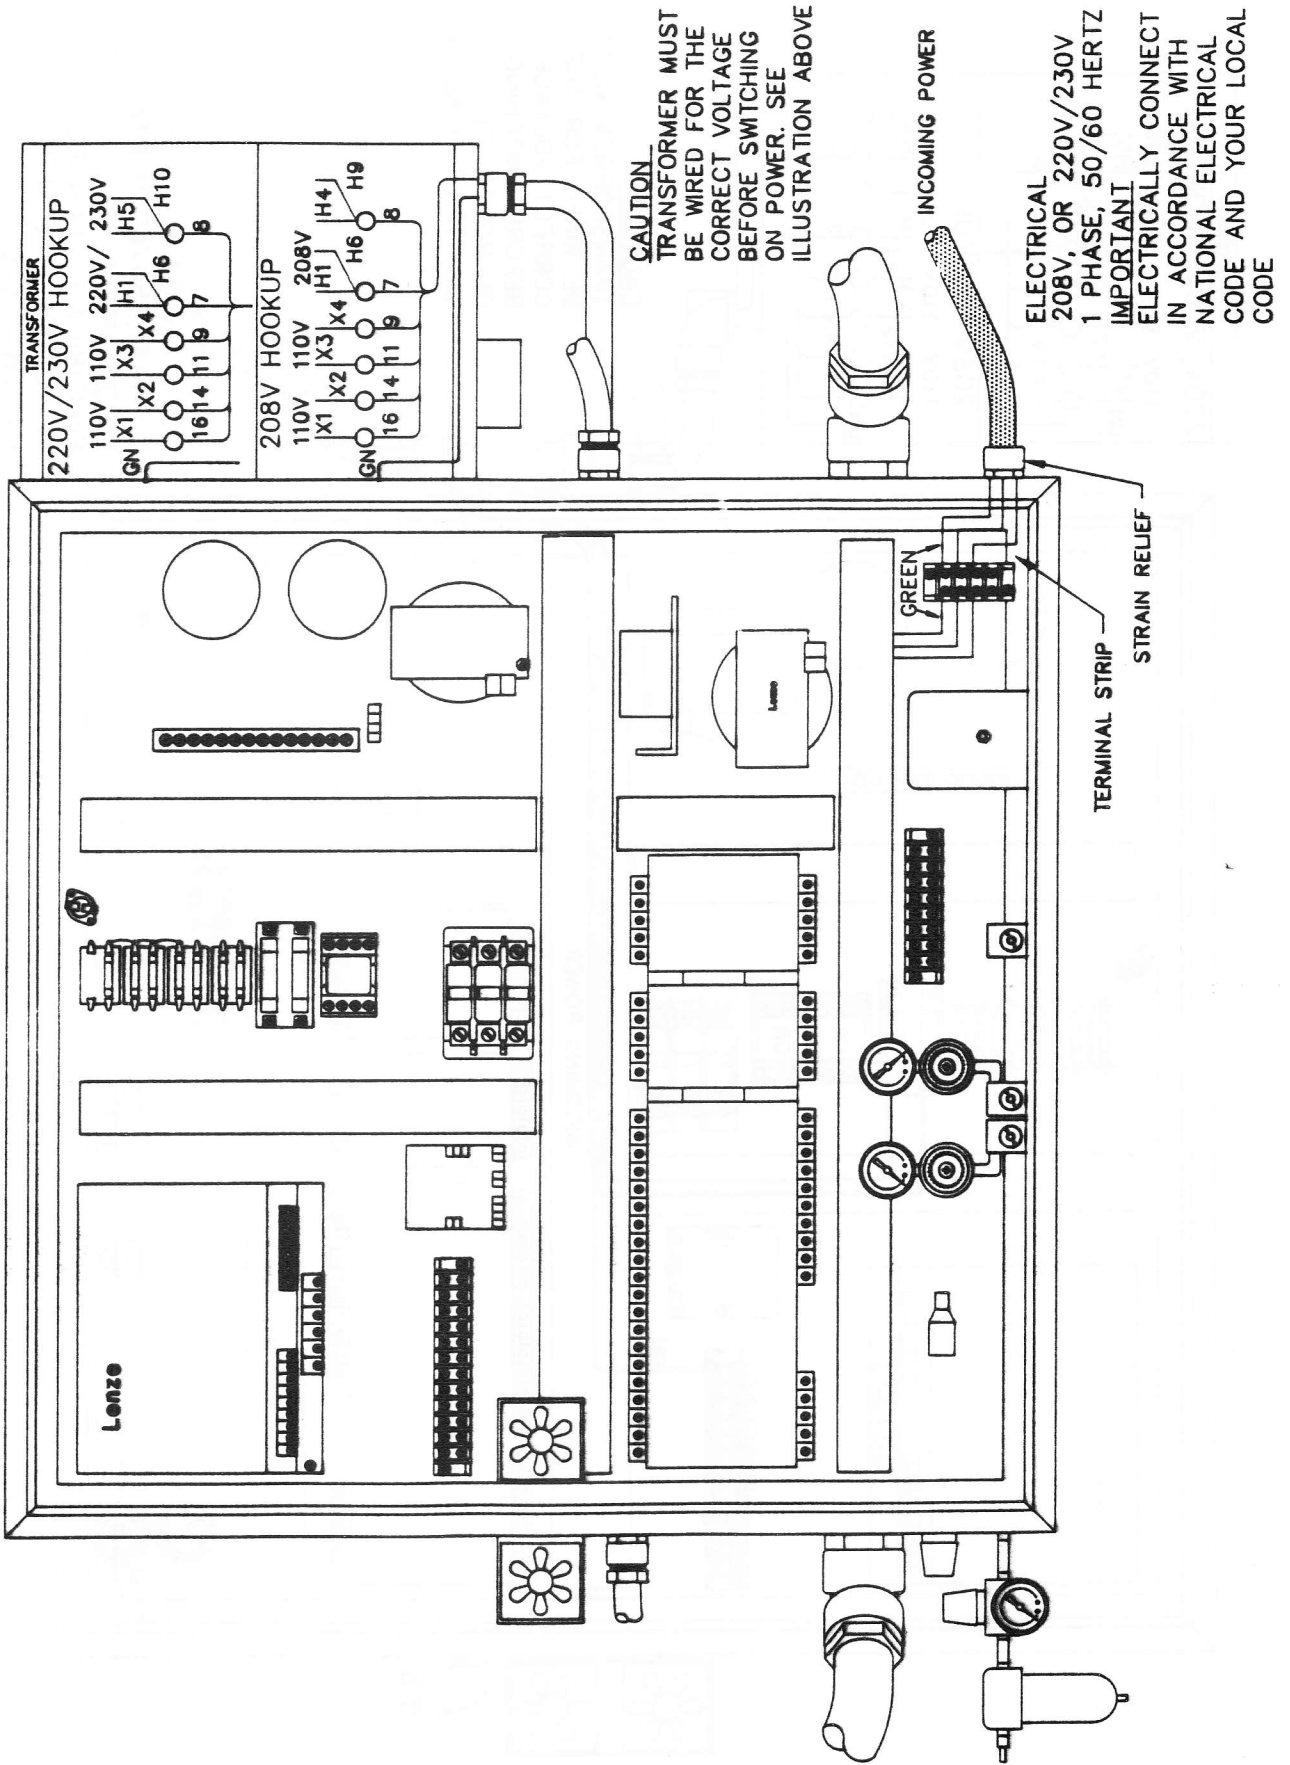 TRANSFORMER
220V/230V HOOKUP
110V 110V 220V/ 230V
X1 X3 H1 H5
X2 X4 H6 H10
GN
16 14 11 9 7 8
208V HOOKUP
110V 110V 208V
X1 X3 H1 H4
X2 X4 H6 H9
GN
16 14 11 9 7 8
CAUTION
TRANSFORMER MUST
BE WIRED FOR THE
CORRECT VOLTAGE
BEFORE SWITCHING
ON POWER. SEE
ILLUSTRATION ABOVE
INCOMING POWER
ELECTRICAL
208V, OR 220V/230V
1 PHASE, 50/60 HERTZ
IMPORTANT
ELECTRICALLY CONNECT
IN ACCORDANCE WITH
NATIONAL ELECTRICAL
CODE AND YOUR LOCAL
CODE
GREEN
TERMINAL STRIP
STRAIN RELIEF
Lenze
Lenze